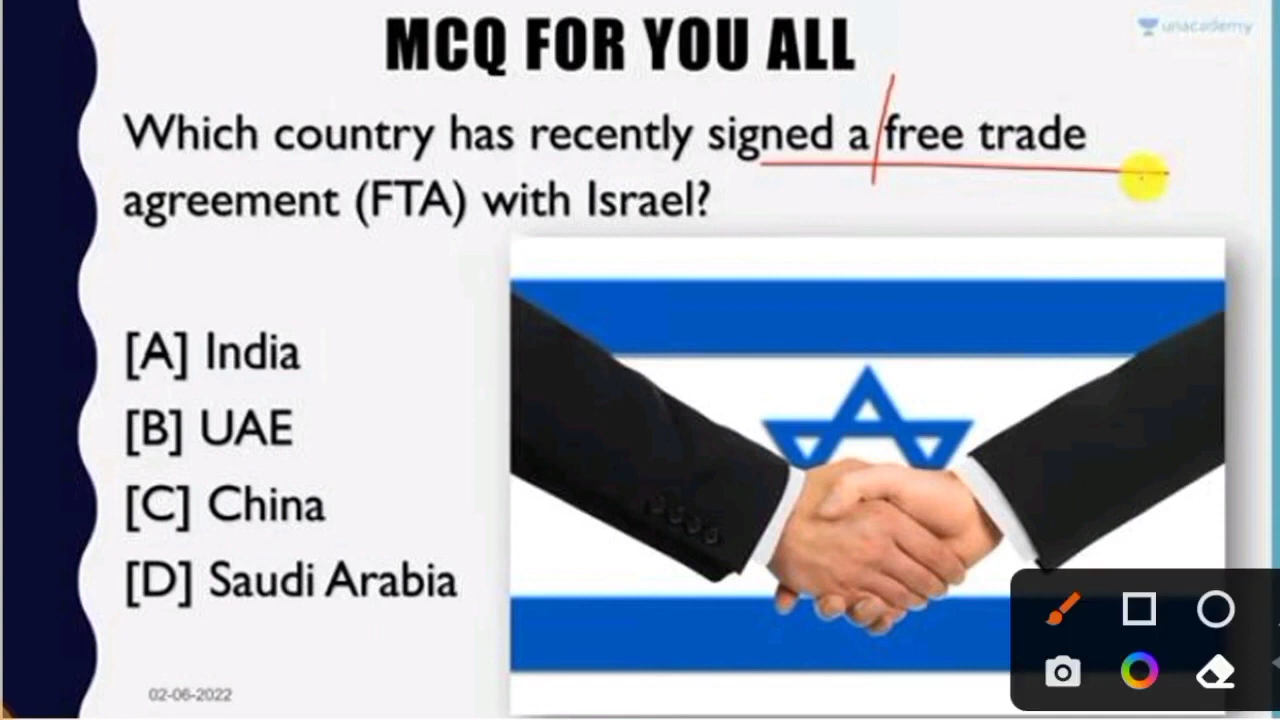 MCQ FOR YOU ALL
unacademy
Which country has recently signed a free trade
agreement (FTA) with Israel?
[A] India
[B] UAE
[C] China
[D] Saudi Arabia
02-06-2022